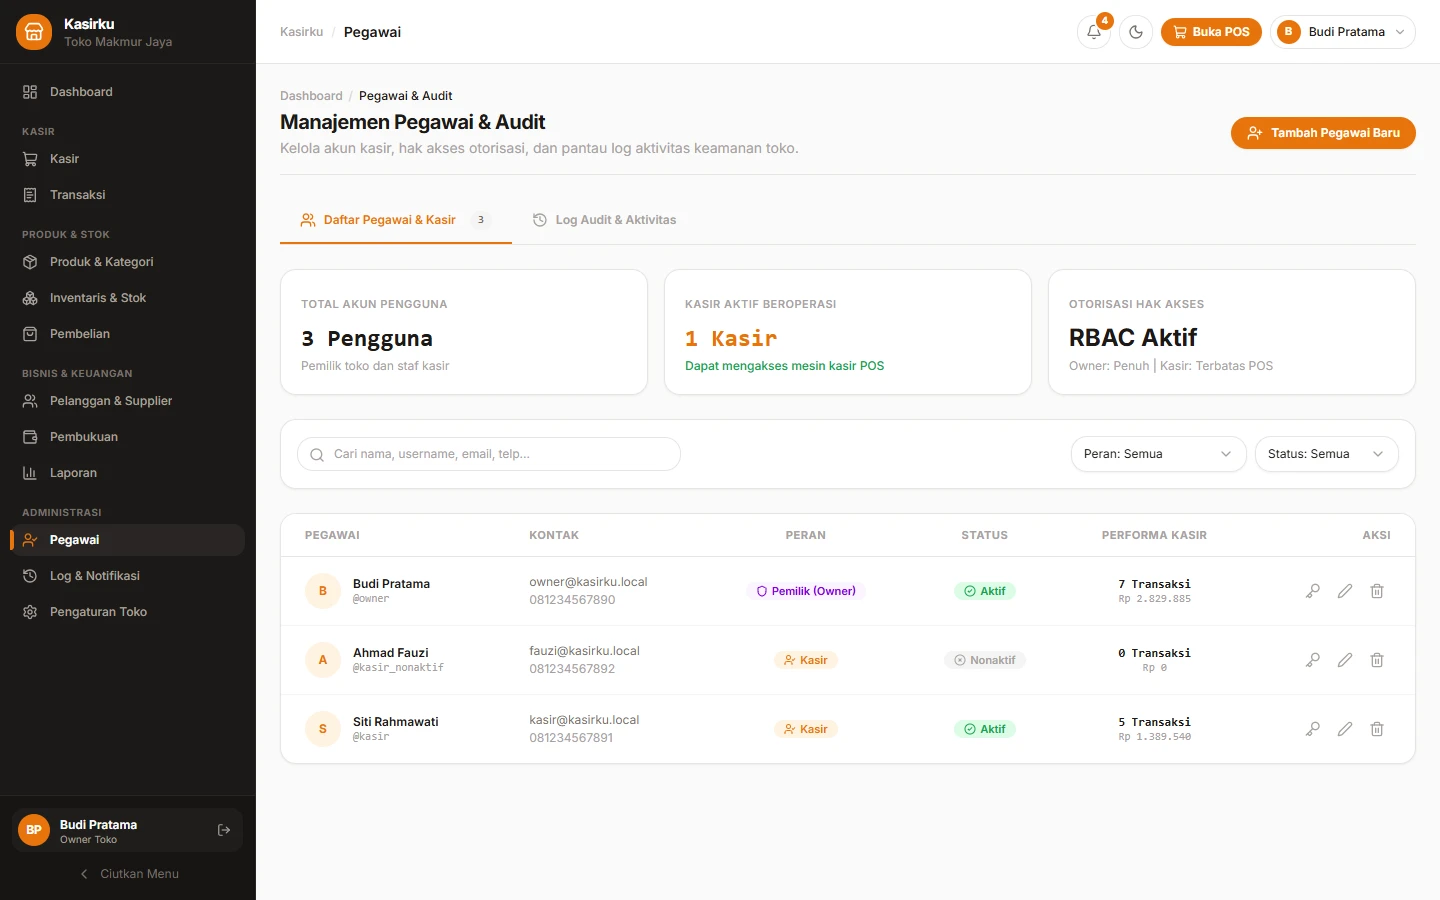 Kasirku
Toko Makmur Jaya
Dashboard
KASIR
Kasir
Transaksi
PRODUK & STOK
Produk & Kategori
Inventaris & Stok
Pembelian
BISNIS & KEUANGAN
Pelanggan & Supplier
Pembukuan
Laporan
ADMINISTRASI
Pegawai
Log & Notifikasi
Pengaturan Toko
BP
Budi Pratama
Owner Toko
Ciutkan Menu
Kasirku / Pegawai
4
Buka POS
B
Budi Pratama
Dashboard / Pegawai & Audit
Manajemen Pegawai & Audit
Kelola akun kasir, hak akses otorisasi, dan pantau log aktivitas keamanan toko.
Tambah Pegawai Baru
Daftar Pegawai & Kasir 3
Log Audit & Aktivitas
TOTAL AKUN PENGGUNA
3 Pengguna
Pemilik toko dan staf kasir
KASIR AKTIF BEROPERASI
1 Kasir
Dapat mengakses mesin kasir POS
OTORISASI HAK AKSES
RBAC Aktif
Owner: Penuh | Kasir: Terbatas POS
Cari nama, username, email, telp...
Peran: Semua
Status: Semua
PEGAWAI KONTAK PERAN STATUS PERFORMA KASIR AKSI
B
Budi Pratama
@owner
owner@kasirku.local
081234567890
Pemilik (Owner)
Aktif
7 Transaksi
Rp 2.829.885
A
Ahmad Fauzi
@kasir_nonaktif
fauzi@kasirku.local
081234567892
Kasir
Nonaktif
0 Transaksi
Rp 0
S
Siti Rahmawati
@kasir
kasir@kasirku.local
081234567891
Kasir
Aktif
5 Transaksi
Rp 1.389.540